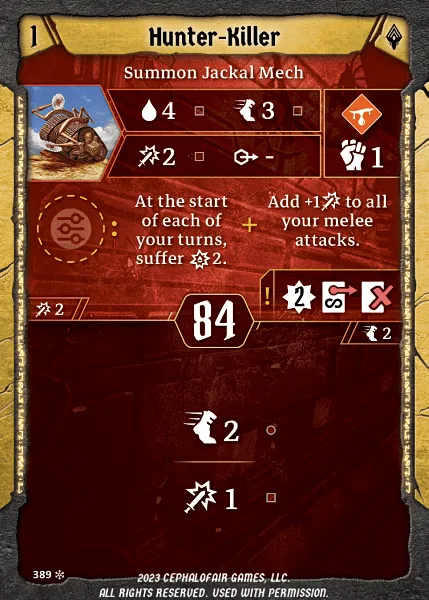 1 Hunter-Killer
Summon Jackal Mech
4 3
2 - 1
At the start
of each of
your turns,
suffer 2.
:
+
Add +1 to all
your melee
attacks.
! 2
2
84
2
2
1
389
2023 CEPHALOFAIR GAMES, LLC.
ALL RIGHTS RESERVED. USED WITH PERMISSION.